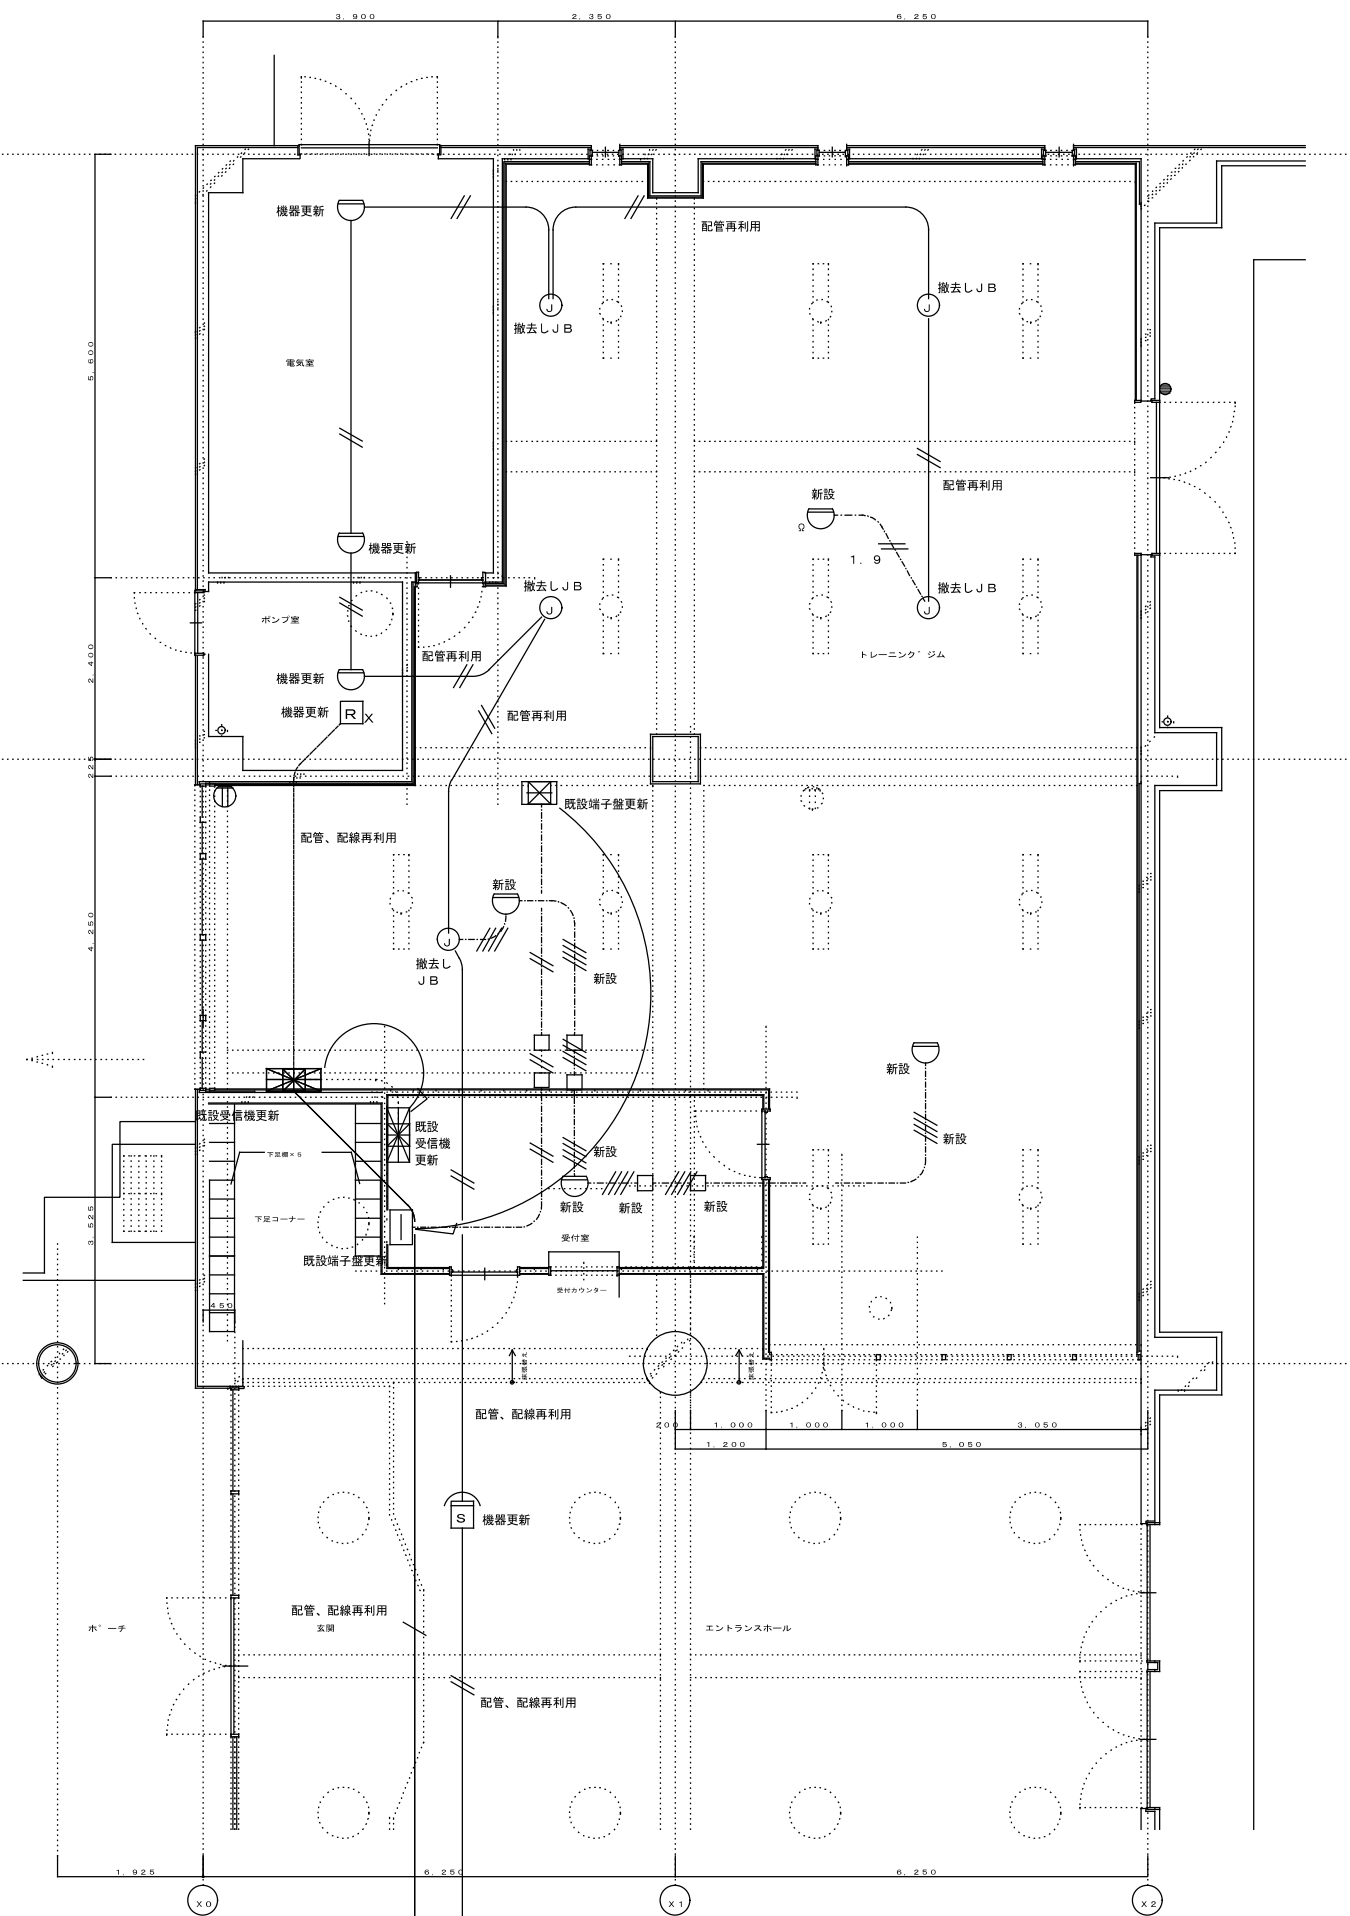 3,900
2,350
6,250
機器更新
配管再利用
撤去しJB
J
撤去しJB
J
電気室
5,600
配管再利用
新設
Ω
機器更新
1.9
撤去しJB
J
撤去しJB
J
ポンプ室
トレーニングジム
配管再利用
2,400
機器更新
機器更新
R
X
配管再利用
225
既設端子盤更新
配管、配線再利用
新設
J
撤去し
JB
新設
4,250
新設
既設受信機更新
既設
受信機
更新
新設
新設
下足棚×5
新設
新設
新設
下足コーナー
3,525
受付室
既設端子盤更新
受付カウンター
450
配管、配線再利用
200
1,000
1,000
1,000
3,050
1,200
5,050
S
機器更新
配管、配線再利用
玄関
ポーチ
エントランスホール
配管、配線再利用
1,925
6,250
6,250
X0
X1
X2